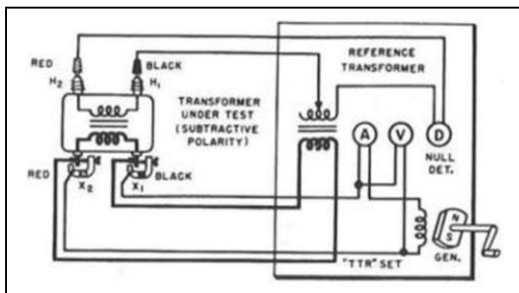 RED
BLACK
H2
H1
TRANSFORMER
UNDER TEST
(SUBTRACTIVE
POLARITY)
REFERENCE
TRANSFORMER
A
V
D
NULL
DET.
RED
X2
X1
BLACK
N
S
GEN.
"TTR" SET